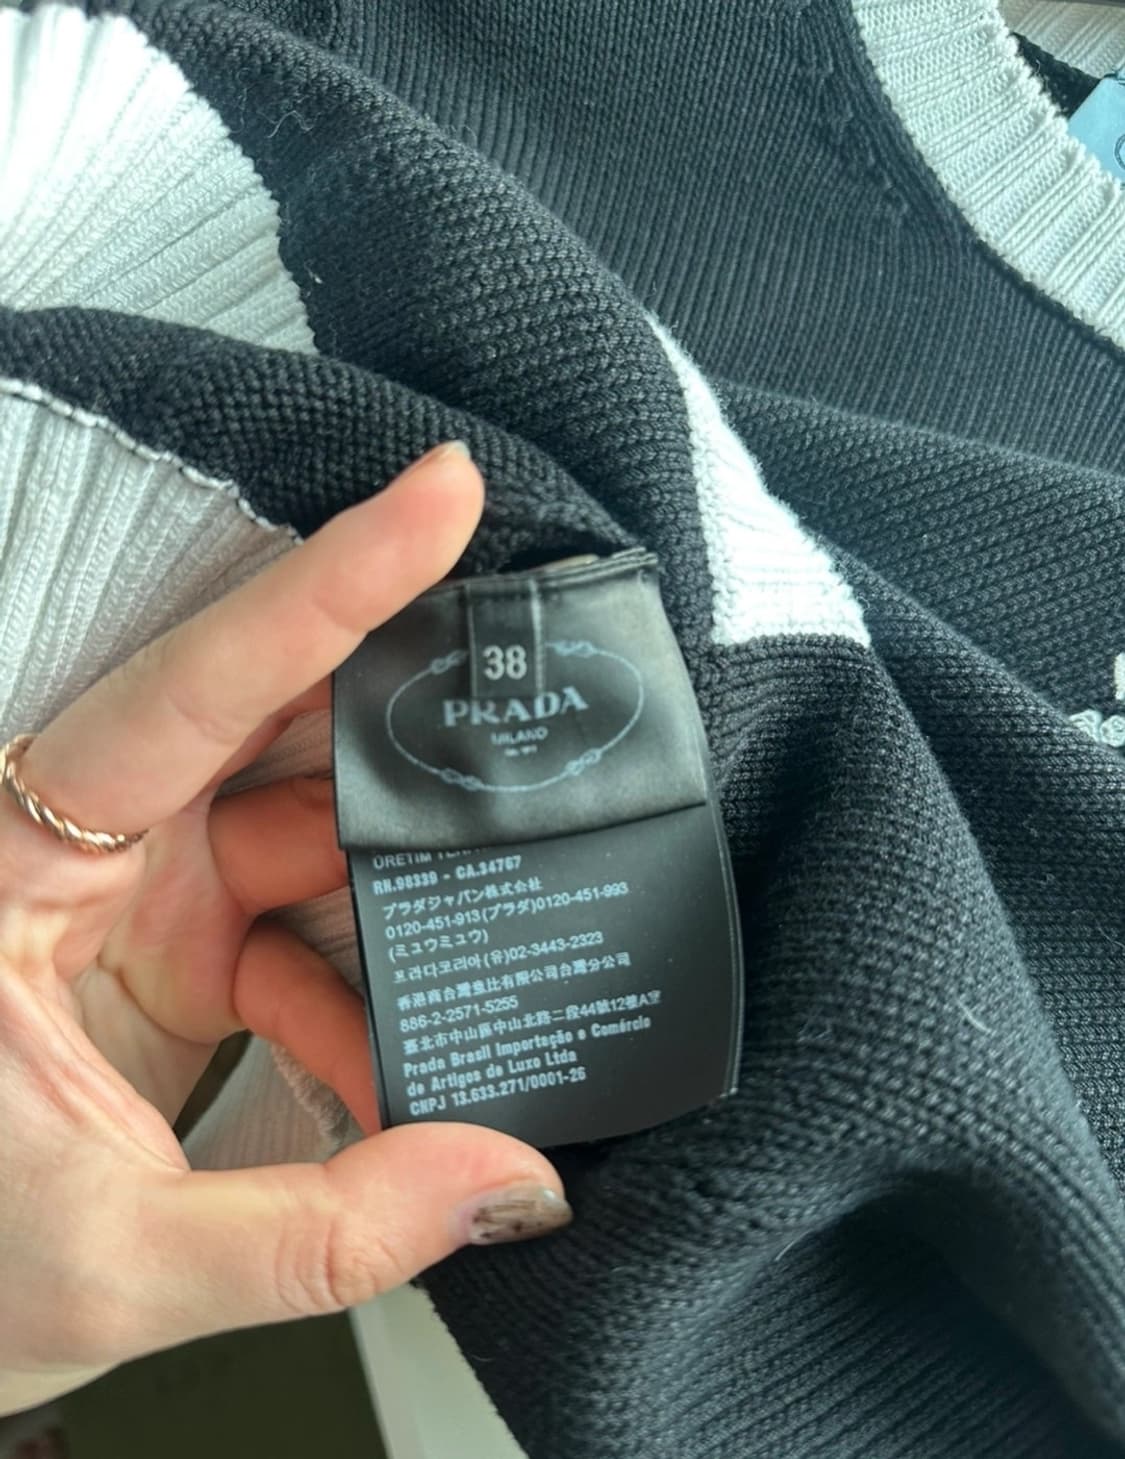 38
PRADA
MILANO
ÜRETİM
RN.98339 - CA.34767
プラダジャパン株式会社
0120-451-913(プラダ)0120-451-993
(ミュウミュウ)
프라다코리아(유)02-3443-2323
香港商台灣普比有限公司台灣分公司
886-2-2571-5255
臺北市中山區中山北路二段44號12樓A室
Prada Brasil Importação e Comércio
de Artigos de Luxo Ltda
CNPJ 13.633.271/0001-26